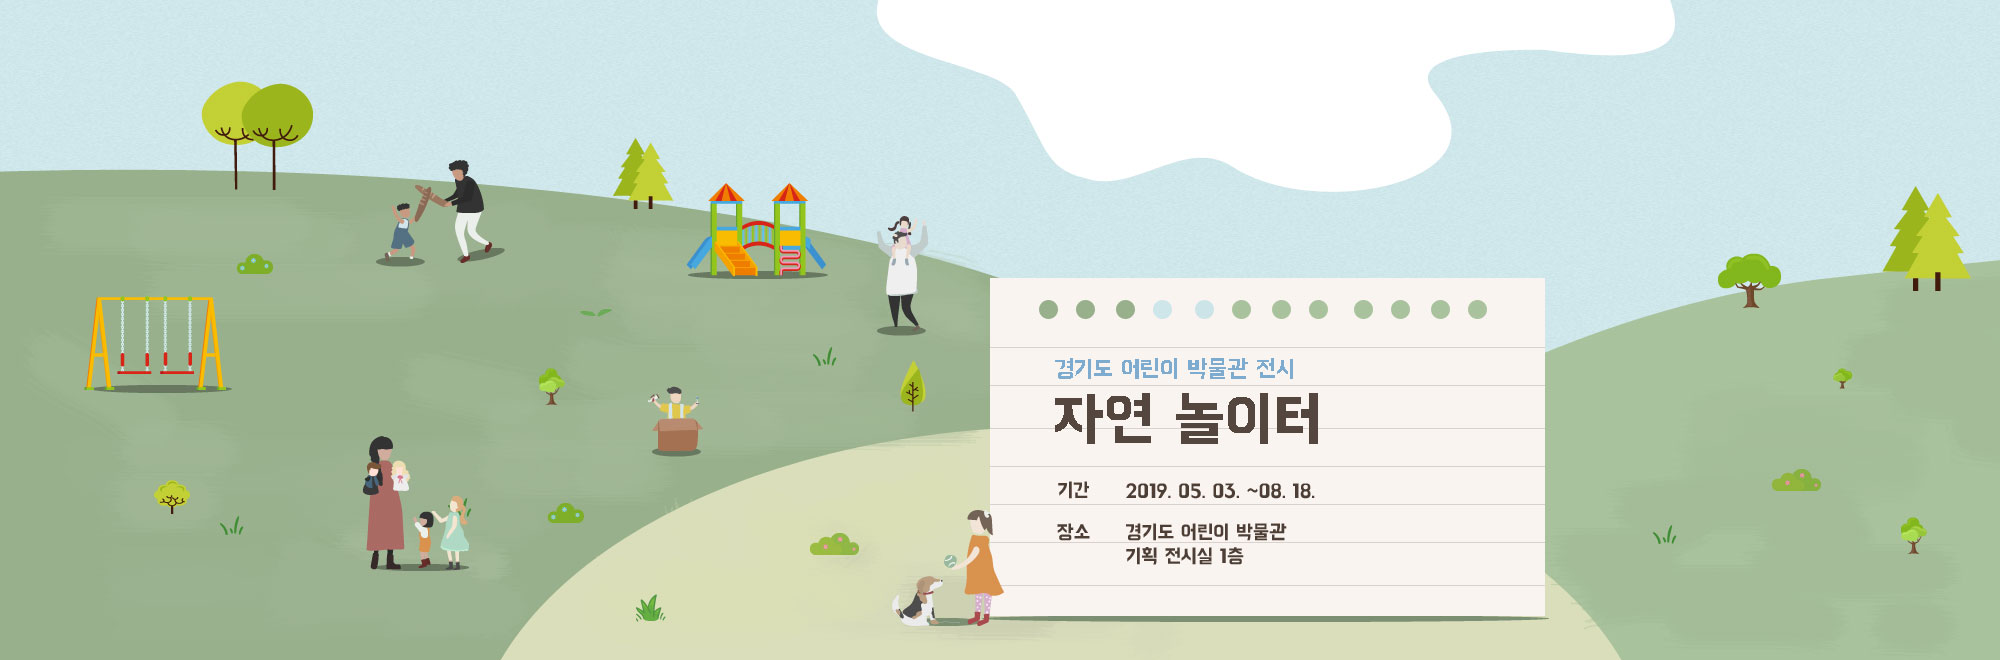 경기도 어린이 박물관 전시
자연 놀이터
기간 2019. 05. 03. ~08. 18.
장소 경기도 어린이 박물관
기획 전시실 1층